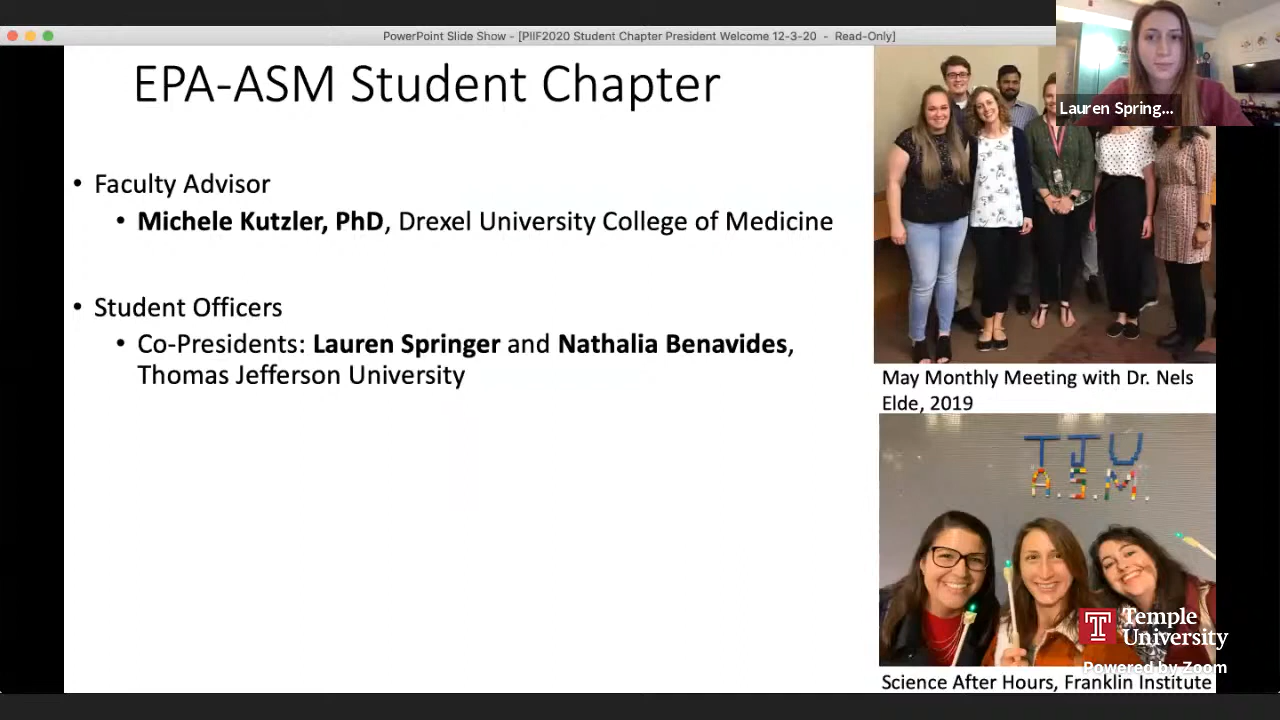 PowerPoint Slide Show - [PIIF2020 Student Chapter President Welcome 12-3-20 - Read-Only]
EPA-ASM Student Chapter
• Faculty Advisor
• Michele Kutzler, PhD, Drexel University College of Medicine
• Student Officers
• Co-Presidents: Lauren Springer and Nathalia Benavides,
Thomas Jefferson University
Lauren Spring...
May Monthly Meeting with Dr. Nels
Elde, 2019
TJU
A.S.M.
T Temple
University
Powered by Zoom
Science After Hours, Franklin Institute